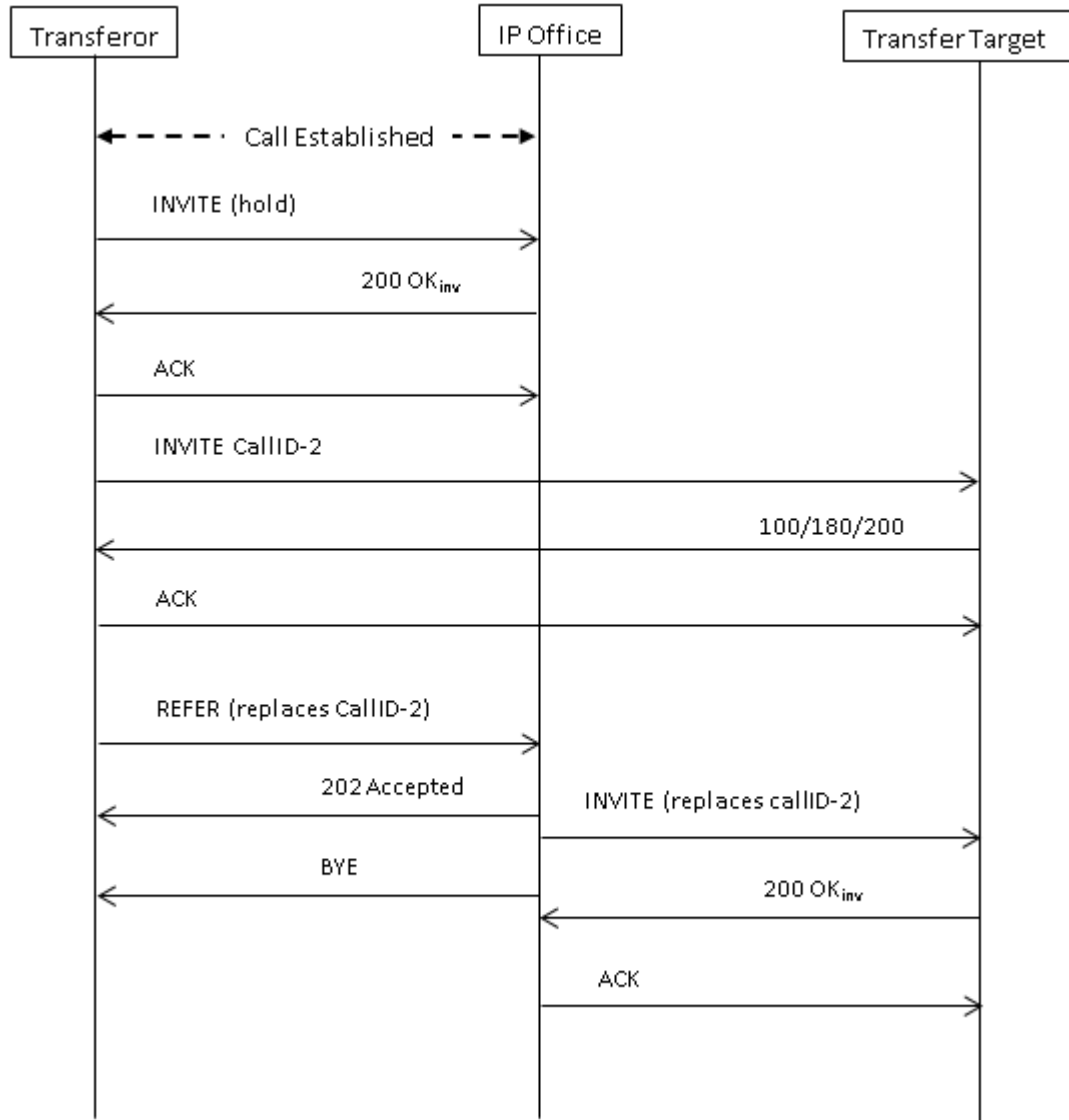 Transferor
IP Office
Transfer Target
Call Established
INVITE (hold)
200 OKinv
ACK
INVITE CallID-2
100/180/200
ACK
REFER (replaces CallID-2)
202 Accepted
INVITE (replaces callID-2)
BYE
200 OKinv
ACK